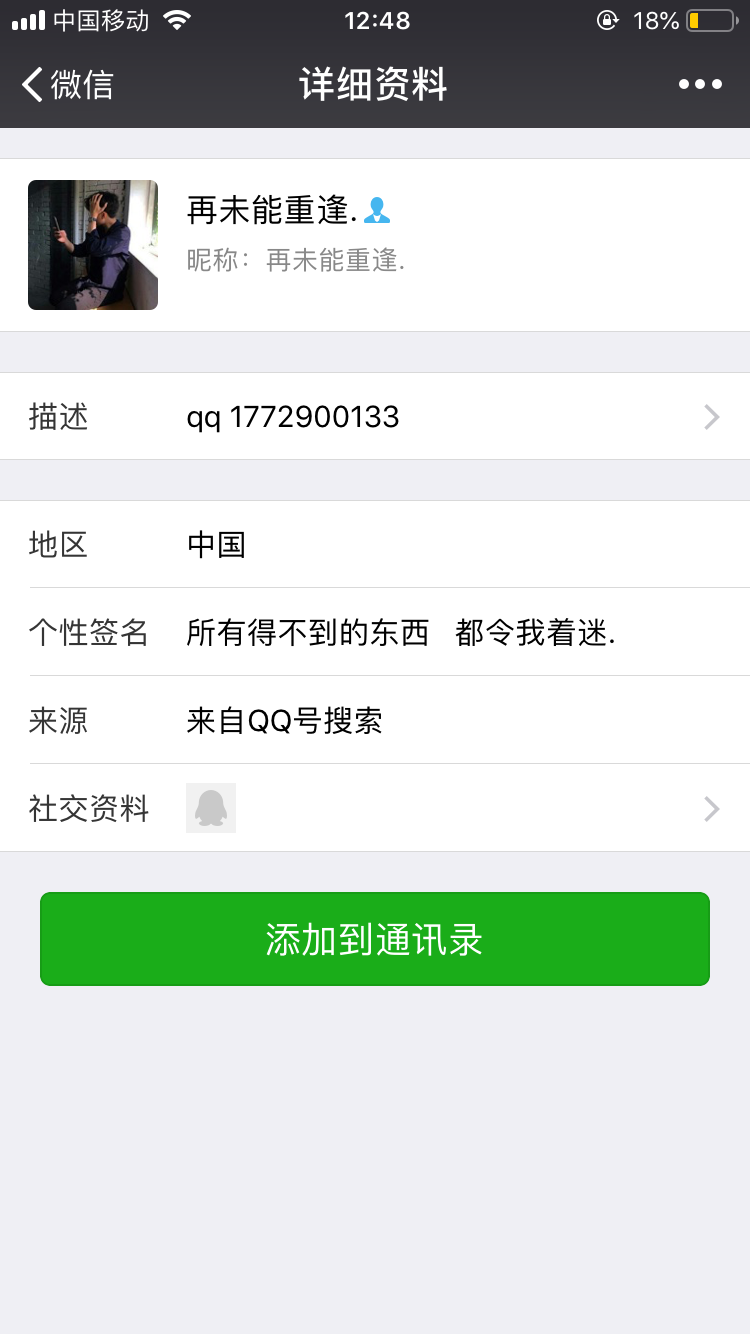 中国移动 12:48 18%
微信 详细资料
再未能重逢.
昵称：再未能重逢.
描述 qq 1772900133
地区 中国
个性签名 所有得不到的东西 都令我着迷.
来源 来自QQ号搜索
社交资料
添加到通讯录